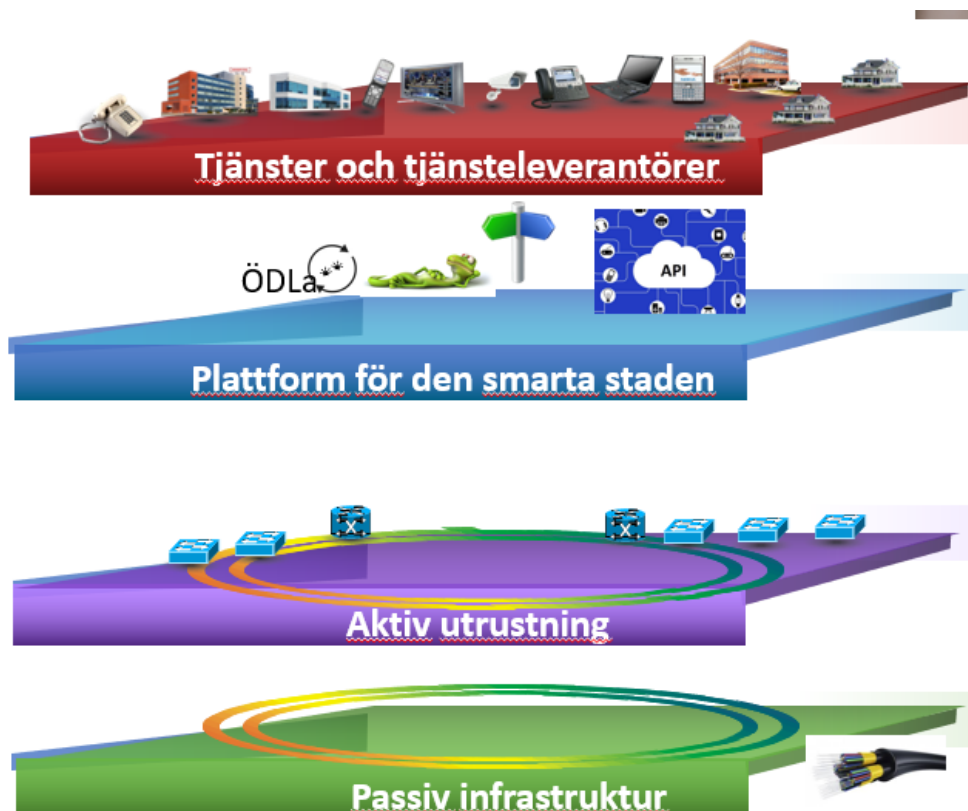 Tjänster och tjänsteleverantörer
ÖDLa
API
Plattform för den smarta staden
Aktiv utrustning
Passiv infrastruktur